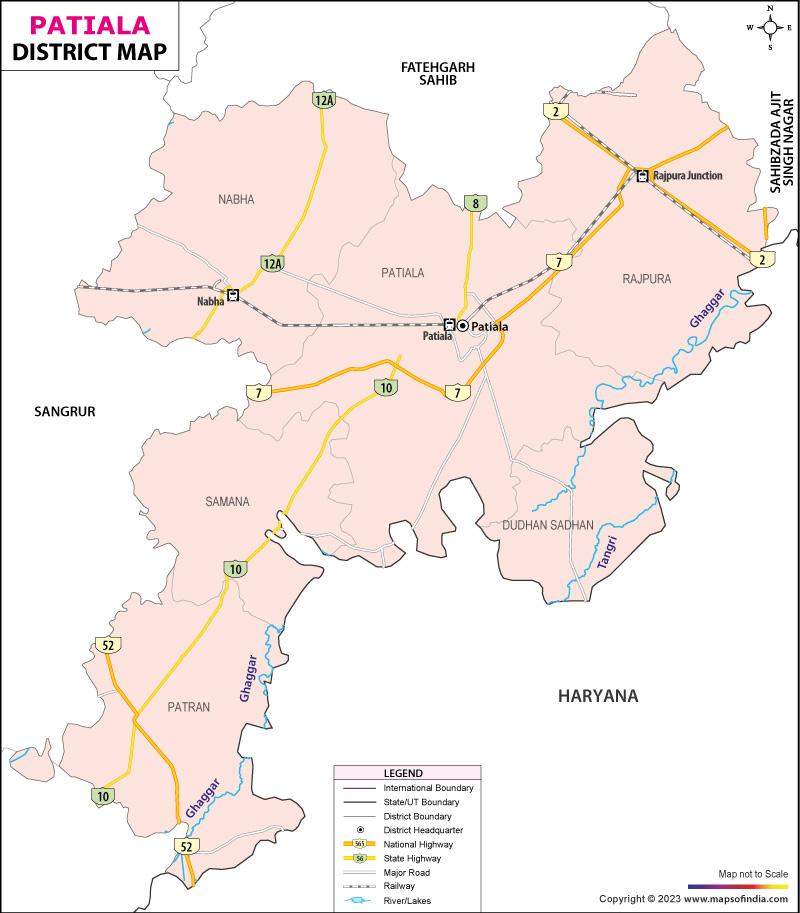 PATIALA
DISTRICT MAP
N
W
E
S
FATEHGARH
SAHIB
SAHIBZADA AJIT
SINGH NAGAR
12A
2
Rajpura Junction
NABHA
8
12A
PATIALA
7
2
RAJPURA
Nabha
Ghaggar
Patiala
Patiala
7
10
7
SANGRUR
SAMANA
DUDHAN SADHAN
Tangri
10
52
Ghaggar
HARYANA
PATRAN
10
Ghaggar
52
LEGEND
International Boundary
State/UT Boundary
District Boundary
District Headquarter
565 National Highway
56 State Highway
Major Road
Railway
River/Lakes
Map not to Scale
Copyright © 2023 www.mapsofindia.com